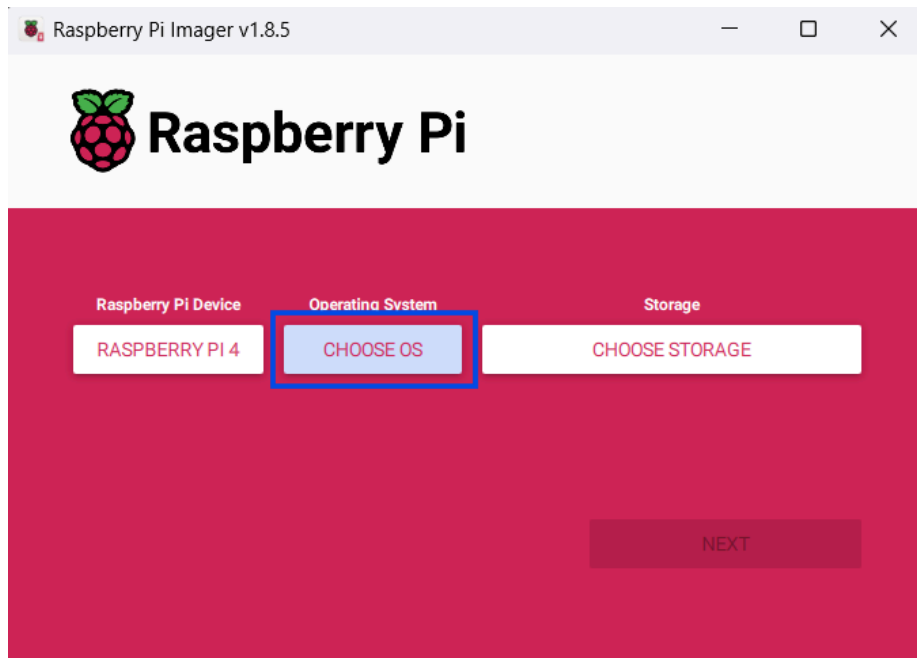 Raspberry Pi Imager v1.8.5
Raspberry Pi
Raspberry Pi Device
Operating System
Storage
RASPBERRY PI 4
CHOOSE OS
CHOOSE STORAGE
NEXT